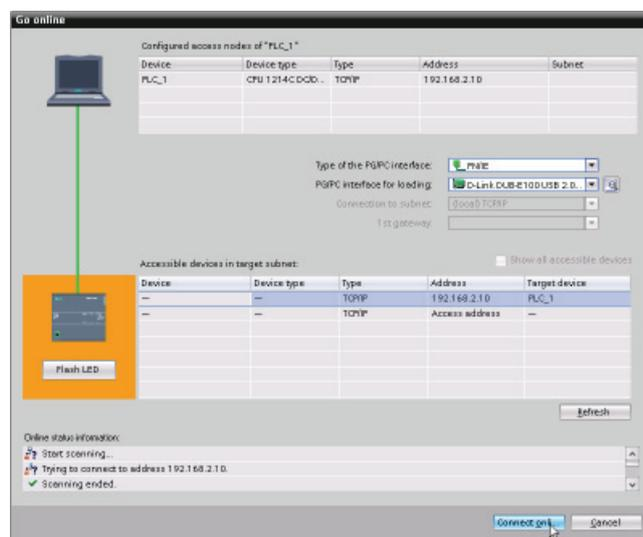 Go online
Configured access nodes of "PLC_1"
Device Device type Type Address Subnet
PLC_1 CPU 1214C DC/D... TCP/IP 192.168.2.10
Type of the PG/PC interface: PN/IE
PG/PC interface for loading: D-Link DUB-E100 USB 2.0...
Connection to subnet: (local) TCP/IP
1st gateway:
Accessible devices in target subnet: Show all accessible devices
Device Device type Type Address Target device
— — TCP/IP 192.168.2.10 PLC_1
— — TCP/IP Access address —
Flash LED
Refresh
Online status information:
Start scanning...
Trying to connect to address 192.168.2.10.
Scanning ended.
Connect onli... Cancel